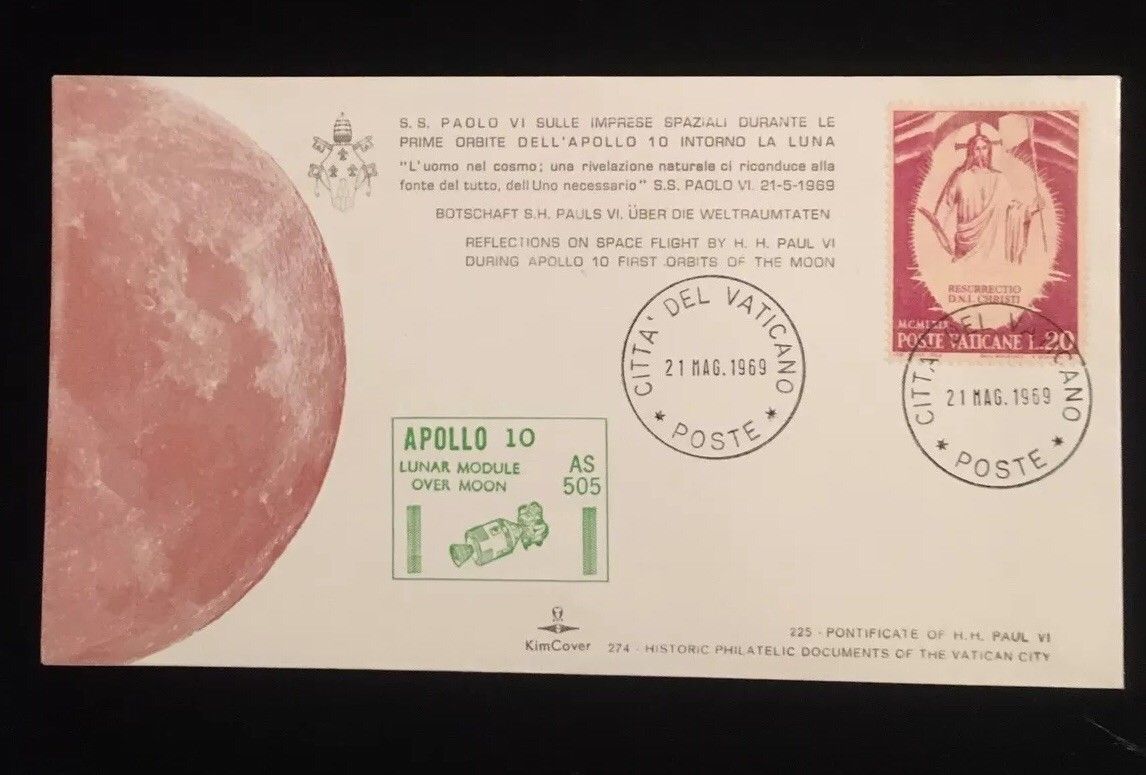 S. S. PAOLO VI SULLE IMPRESE SPAZIALI DURANTE LE
PRIME ORBITE DELL'APOLLO 10 INTORNO LA LUNA
"L'uomo nel cosmo; una rivelazione naturale ci riconduce alla
fonte del tutto, dell'Uno necessario" S.S. PAOLO VI. 21-5-1969
BOTSCHAFT S.H. PAULS VI. ÜBER DIE WELTRAUMTATEN
REFLECTIONS ON SPACE FLIGHT BY H. H. PAUL VI
DURING APOLLO 10 FIRST ORBITS OF THE MOON
RESURRECTIO
D.N.I. CHRISTI
MCMLXIX
POSTE VATICANE L.20
CITTA' DEL VATICANO
21 MAG. 1969
* POSTE *
CITTA' DEL VATICANO
21 MAG. 1969
* POSTE *
APOLLO 10
LUNAR MODULE
OVER MOON
AS
505
KimCover
225 - PONTIFICATE OF H.H. PAUL VI
274 - HISTORIC PHILATELIC DOCUMENTS OF THE VATICAN CITY